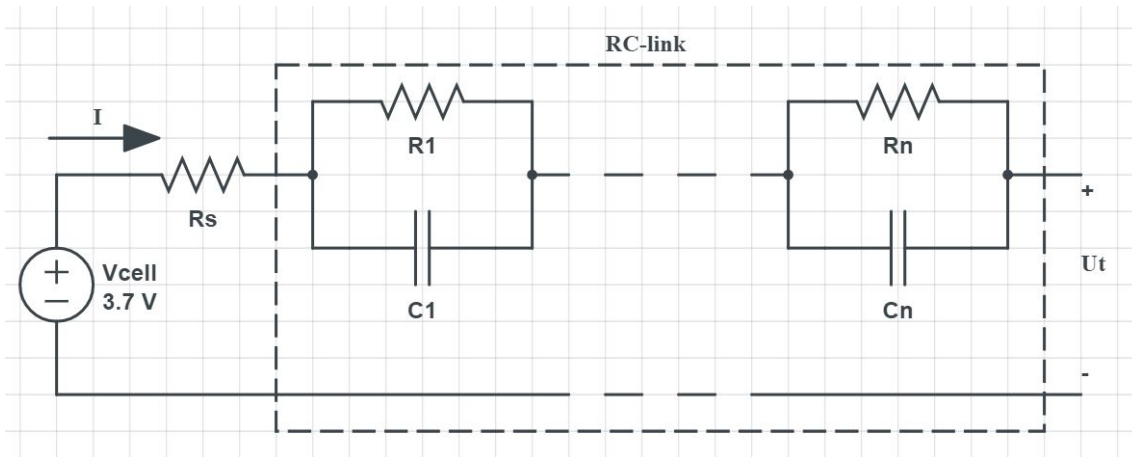 RC-link
I
R1
Rn
Rs
+
Ut
-
+
−
Vcell
3.7 V
C1
Cn